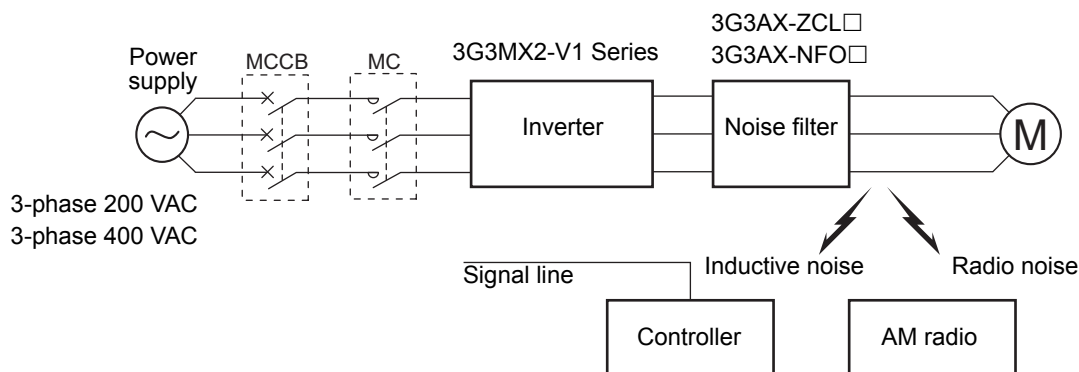 3G3AX-ZCL□
3G3AX-NFO□
3G3MX2-V1 Series
Power
supply
MCCB
MC
Inverter
Noise filter
M
3-phase 200 VAC
3-phase 400 VAC
Signal line
Inductive noise
Radio noise
Controller
AM radio